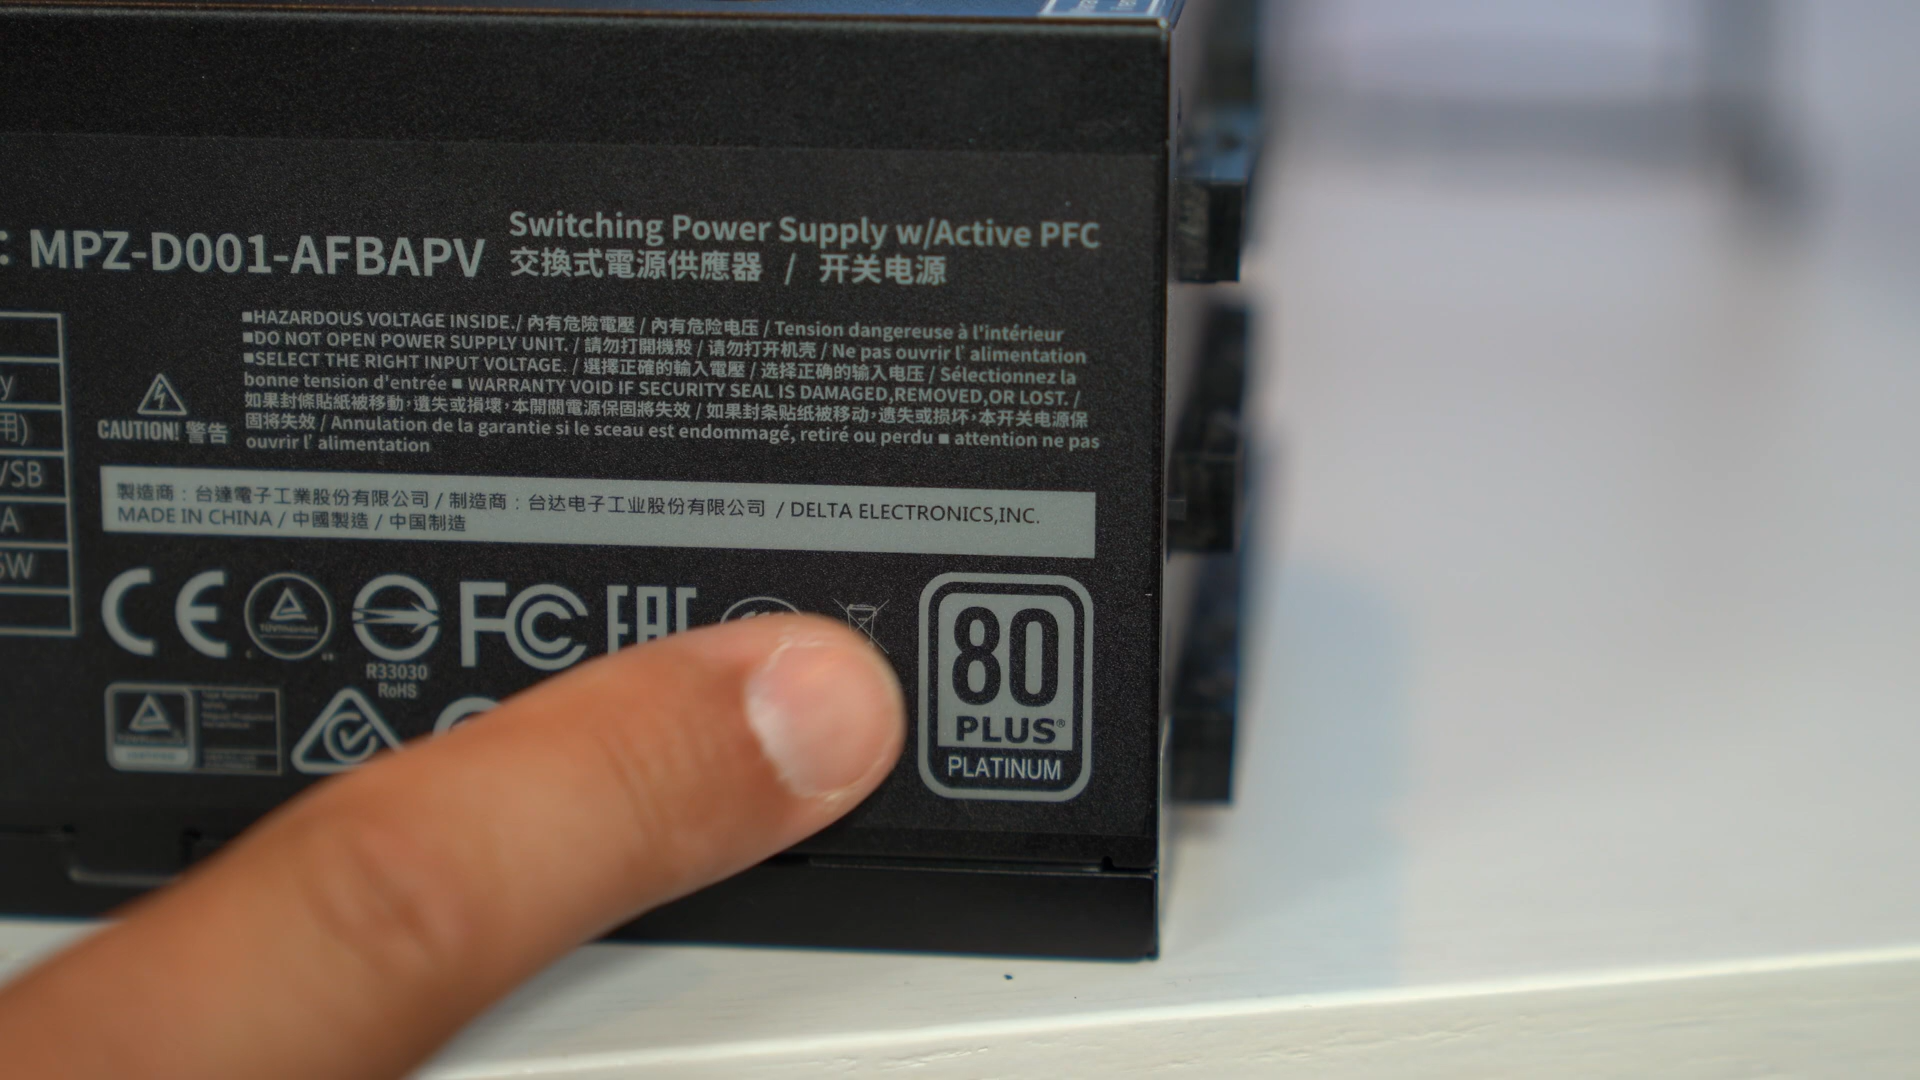 : MPZ-D001-AFBAPV
Switching Power Supply w/Active PFC
交換式電源供應器 / 开关电源
■HAZARDOUS VOLTAGE INSIDE./ 內有危險電壓 / 內有危险电压 / Tension dangereuse à l'intérieur
■DO NOT OPEN POWER SUPPLY UNIT. / 請勿打開機殼 / 请勿打开机壳 / Ne pas ouvrir l' alimentation
■SELECT THE RIGHT INPUT VOLTAGE. / 選擇正確的輸入電壓 / 选择正确的输入电压 / Sélectionnez la
bonne tension d'entrée ■ WARRANTY VOID IF SECURITY SEAL IS DAMAGED,REMOVED,OR LOST. /
如果封條貼紙被移動，遺失或損壞，本開關電源保固將失效 / 如果封条贴纸被移动，遗失或损坏，本开关电源保
固将失效 / Annulation de la garantie si le sceau est endommagé, retiré ou perdu ■ attention ne pas
ouvrir l' alimentation
CAUTION! 警告
y
用)
/SB
A
5W
製造商：台達電子工業股份有限公司 / 制造商：台达电子工业股份有限公司 / DELTA ELECTRONICS,INC.
MADE IN CHINA / 中國製造 / 中国制造
CE
FC
EAC
R33030
RoHS
80
PLUS®
PLATINUM